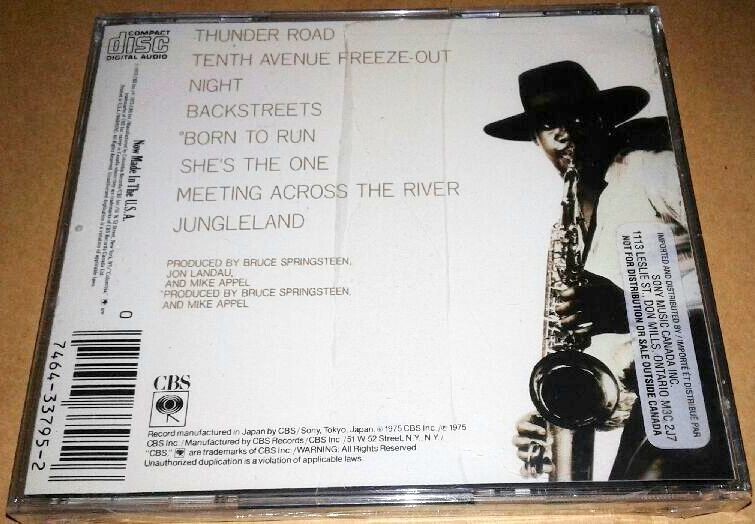 COMPACT
disc
DIGITAL AUDIO
THUNDER ROAD
TENTH AVENUE FREEZE-OUT
NIGHT
BACKSTREETS
*BORN TO RUN
SHE'S THE ONE
MEETING ACROSS THE RIVER
JUNGLELAND
PRODUCED BY BRUCE SPRINGSTEEN,
JON LANDAU,
AND MIKE APPEL
*PRODUCED BY BRUCE SPRINGSTEEN,
AND MIKE APPEL
CBS
Record manufactured in Japan by CBS/Sony, Tokyo, Japan. © 1975 CBS Inc./℗ 1975
CBS Inc./Manufactured by CBS Records/CBS Inc./51 W. 52 Street, N.Y., N.Y./
"CBS," are trademarks of CBS Inc./WARNING: All Rights Reserved.
Unauthorized duplication is a violation of applicable laws.
Now Made In The U.S.A.
O
7464-33795-2
IMPORTED AND DISTRIBUTED BY / IMPORTÉ ET DISTRIBUÉ PAR
SONY MUSIC CANADA INC.
1113 LESLIE ST. DON MILLS, ONTARIO M3C 2J7
NOT FOR DISTRIBUTION OR SALE OUTSIDE CANADA